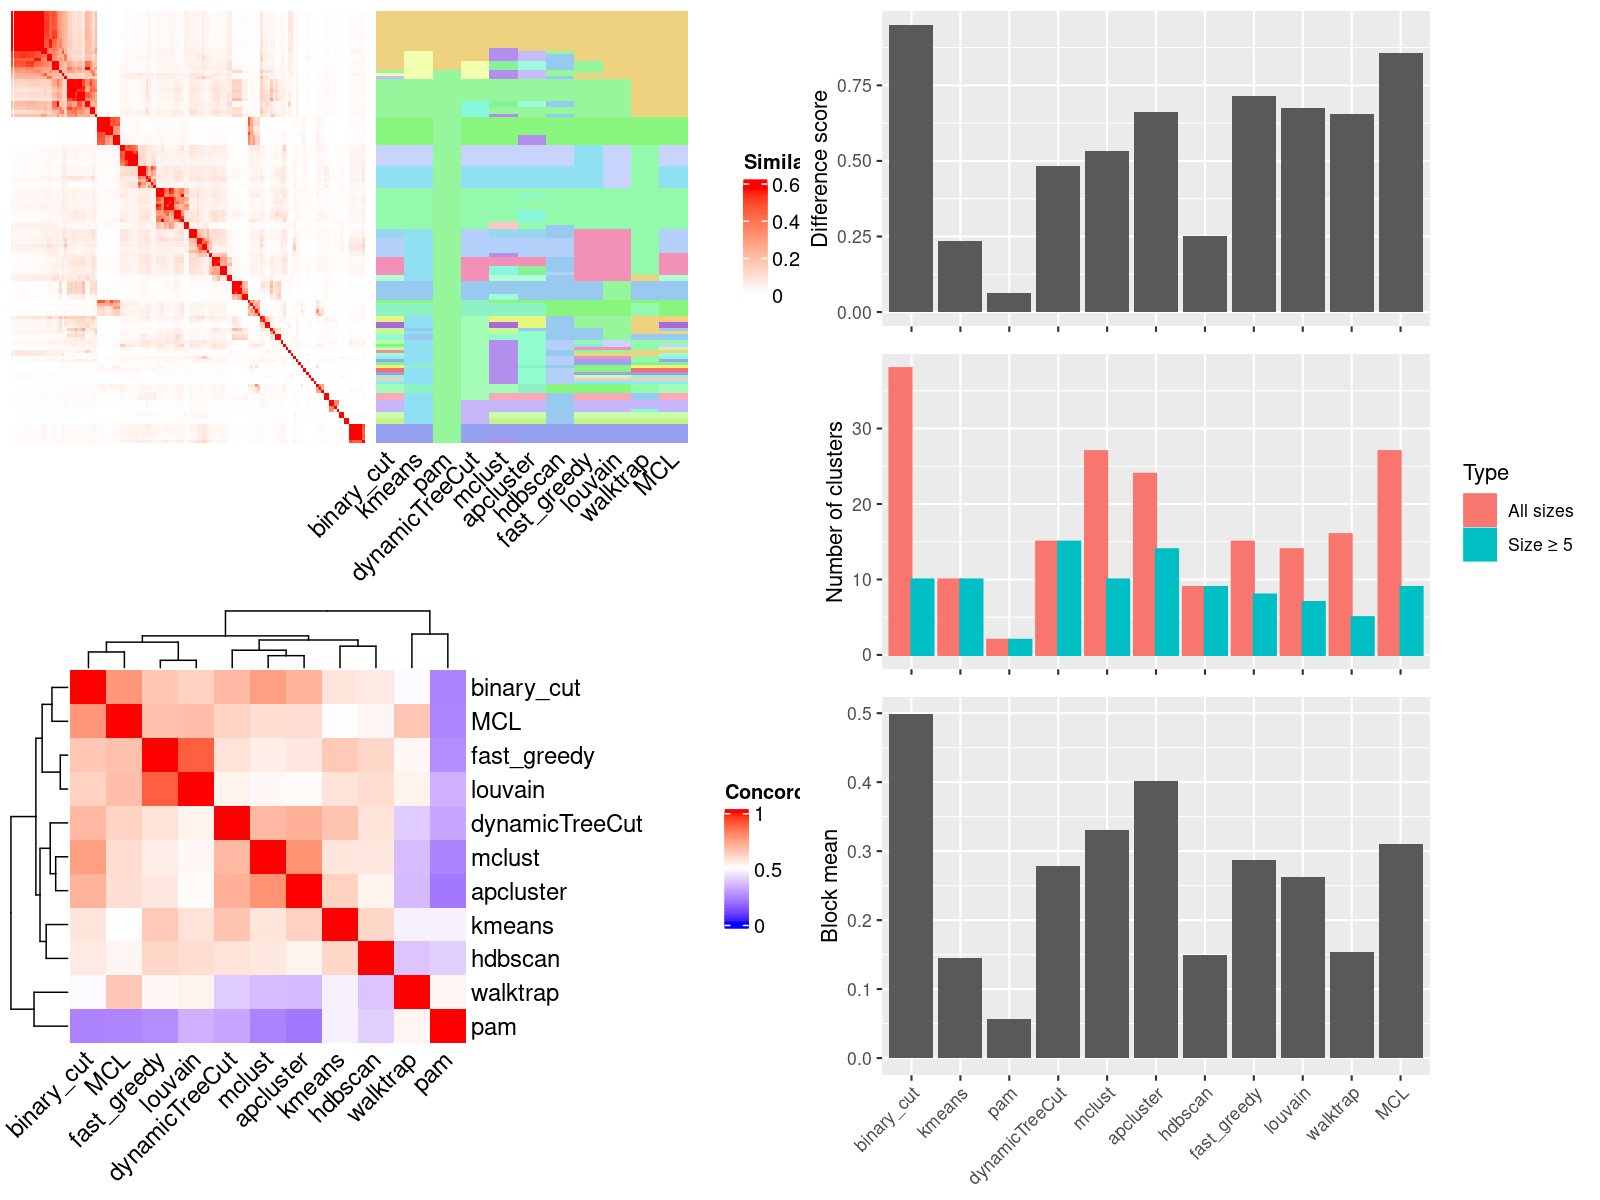 Simila
0.6
0.4
0.2
0
binary_cut
kmeans
pam
dynamicTreeCut
mclust
apcluster
hdbscan
fast_greedy
louvain
walktrap
MCL
binary_cut
MCL
fast_greedy
louvain
dynamicTreeCut
mclust
apcluster
kmeans
hdbscan
walktrap
pam
binary_cut
MCL
fast_greedy
louvain
dynamicTreeCut
mclust
apcluster
kmeans
hdbscan
walktrap
pam
Concord
1
0.5
0
Difference score
0.75
0.50
0.25
0.00
Number of clusters
30
20
10
0
Type
All sizes
Size ≥ 5
Block mean
0.5
0.4
0.3
0.2
0.1
0.0
binary_cut
kmeans
pam
dynamicTreeCut
mclust
apcluster
hdbscan
fast_greedy
louvain
walktrap
MCL